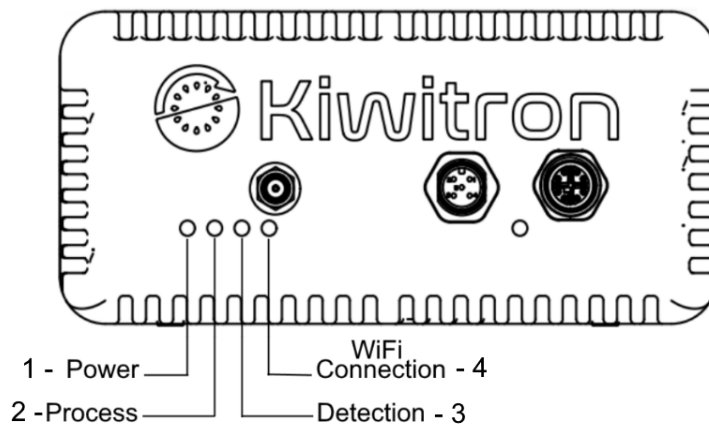 Kiwitron
WiFi
1 - Power
Connection - 4
2 -Process
Detection - 3